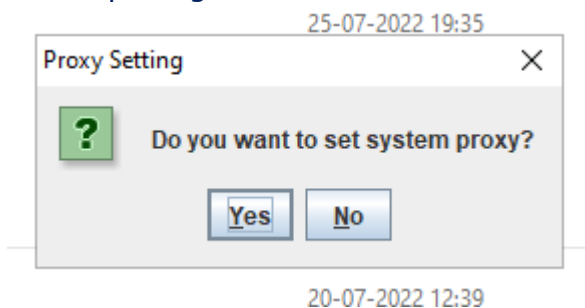 25-07-2022 19:35
Proxy Setting
?
Do you want to set system proxy?
Yes No
20-07-2022 12:39